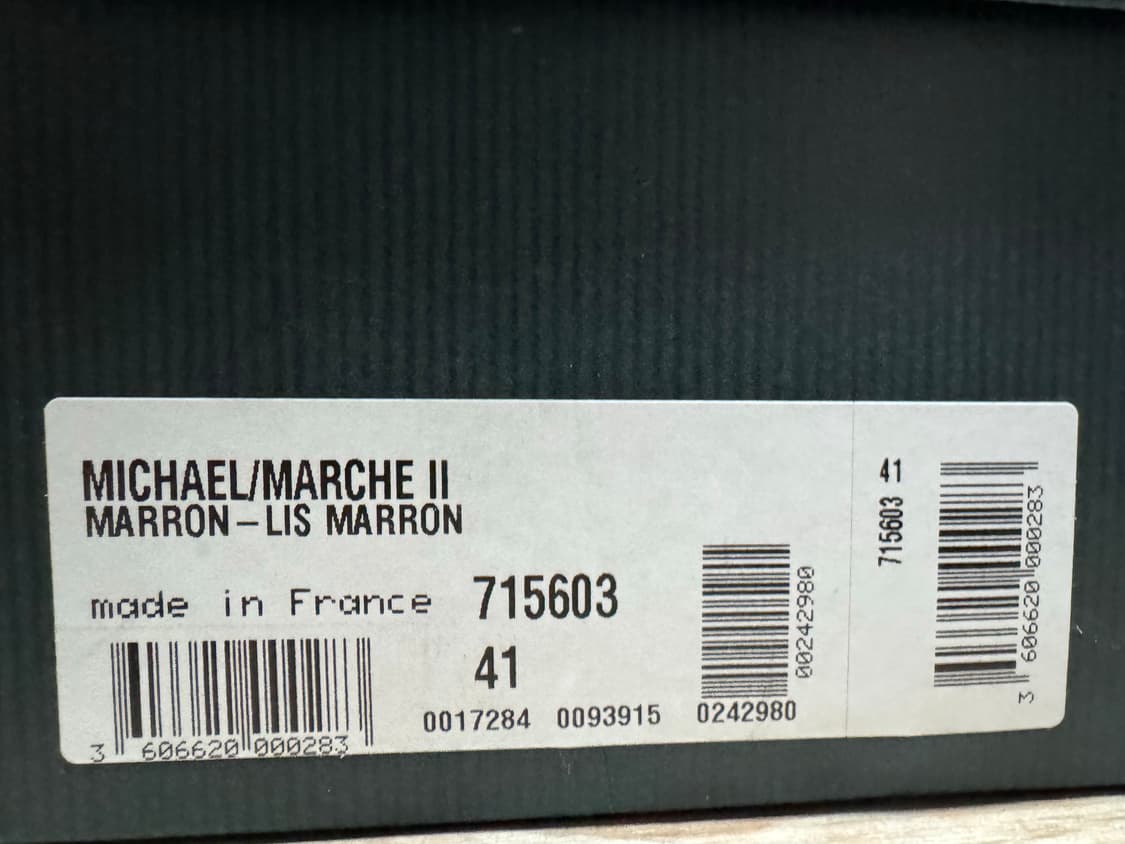 MICHAEL/MARCHE II
MARRON-LIS MARRON
made in France 715603
41
3 606620 000283
0017284 0093915 0242980
00242980
715603 41
3 606620 000283